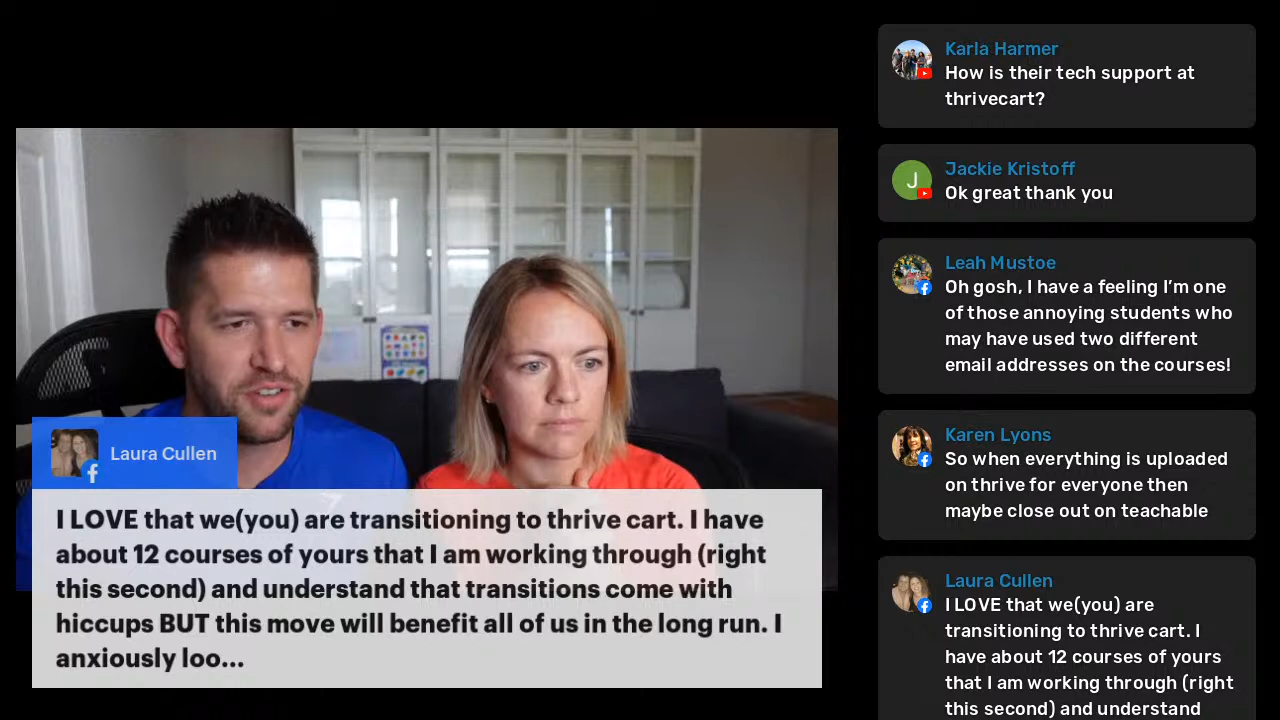 Karla Harmer
How is their tech support at
thrivecart?
J
Jackie Kristoff
Ok great thank you
Leah Mustoe
Oh gosh, I have a feeling I’m one
of those annoying students who
may have used two different
email addresses on the courses!
Karen Lyons
So when everything is uploaded
on thrive for everyone then
maybe close out on teachable
Laura Cullen
I LOVE that we(you) are
transitioning to thrive cart. I
have about 12 courses of yours
that I am working through (right
this second) and understand
Laura Cullen
I LOVE that we(you) are transitioning to thrive cart. I have
about 12 courses of yours that I am working through (right
this second) and understand that transitions come with
hiccups BUT this move will benefit all of us in the long run. I
anxiously loo...